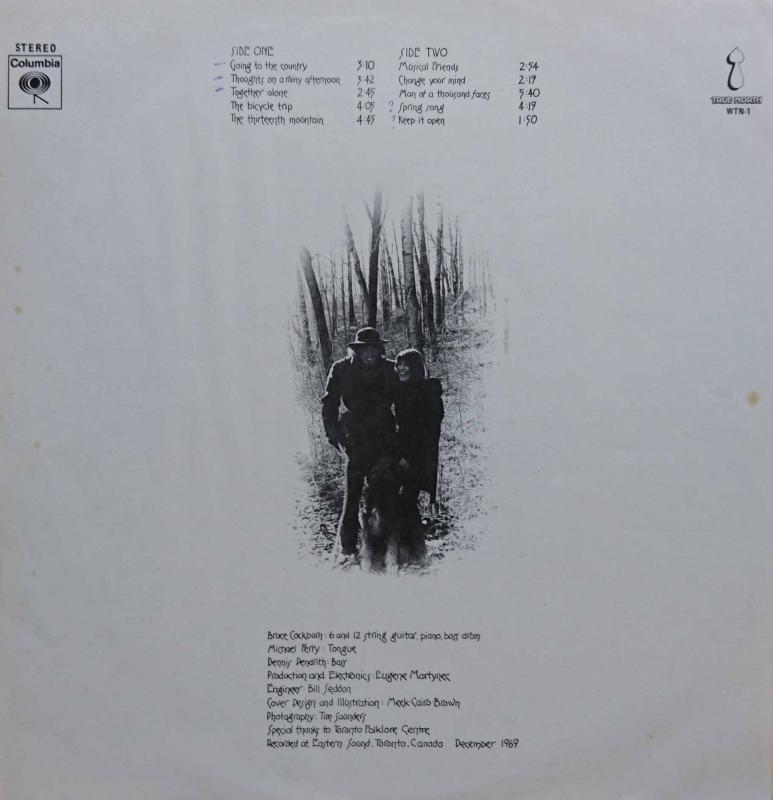 STEREO
Columbia
SIDE ONE
Going to the country 3:10
Thoughts on a rainy afternoon 3:42
Together alone 2:45
The bicycle trip 4:05
The thirteenth mountain 4:45
SIDE TWO
Musical Friends 2:54
Change your mind 2:19
Man of a thousand faces 5:40
? Spring song 4:19
? Keep it open 1:50
TRUE NORTH
WTN-1
Bruce Cockburn: 6 and 12 string guitar, piano, bass drum
Michael Ferry: Tongue
Dennis Pendrith: Bass
Production and Electronics: Eugene Martynec
Engineer: Bill Seddon
Cover Design and Illustration: Meek Cairo Brown
Photography: Tim Saunders
Special thanks to Toronto Folklore Centre
Recorded at Eastern Sound, Toronto, Canada December 1969